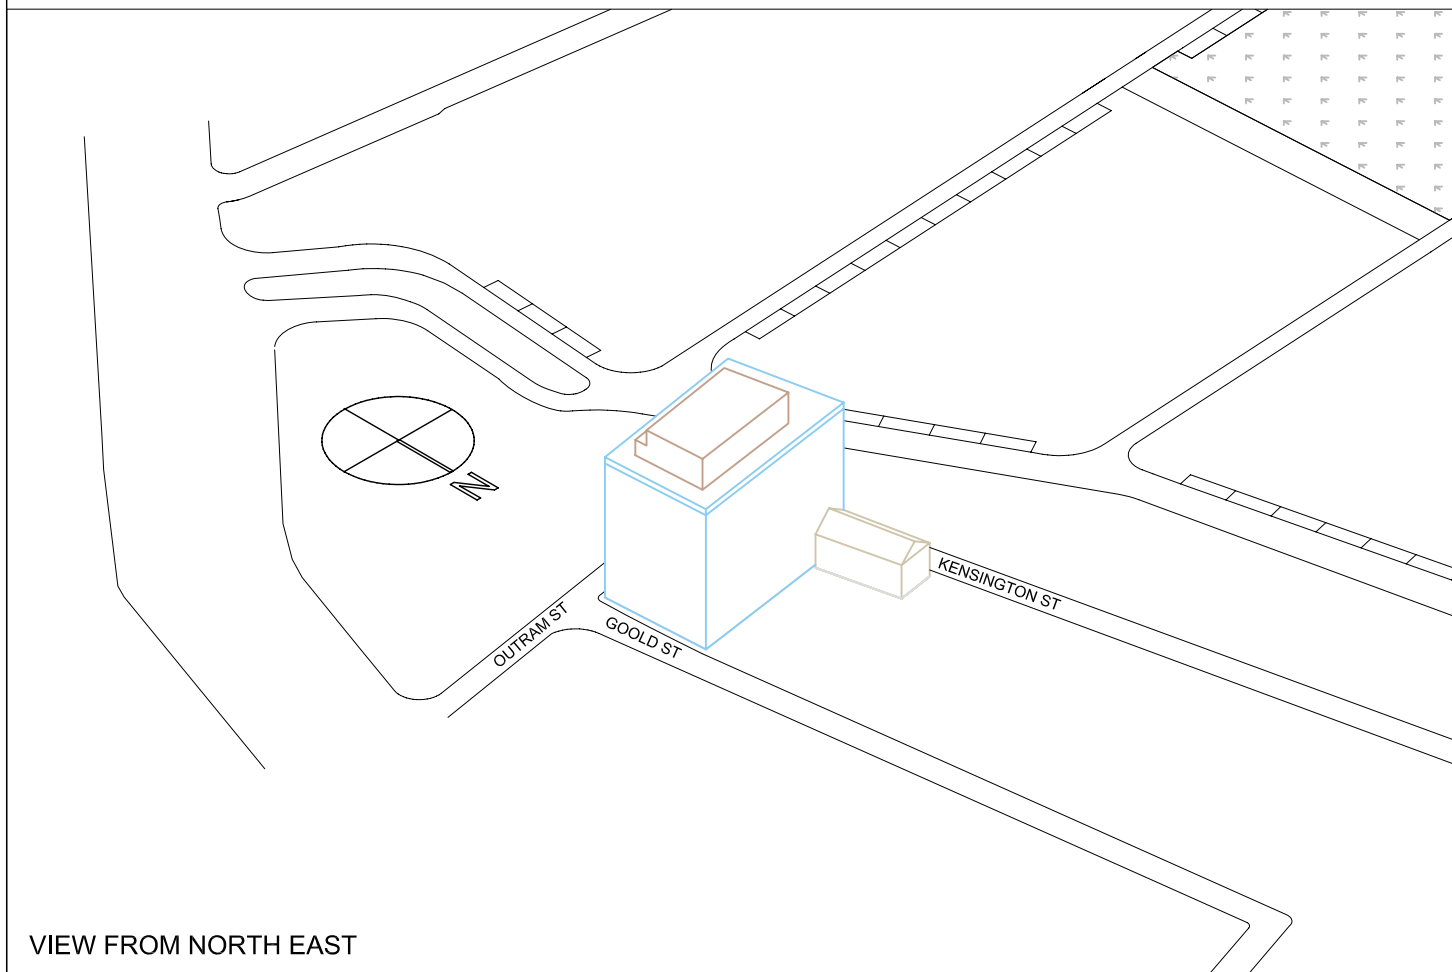 N
KENSINGTON ST
OUTRAM ST
GOOLD ST
VIEW FROM NORTH EAST